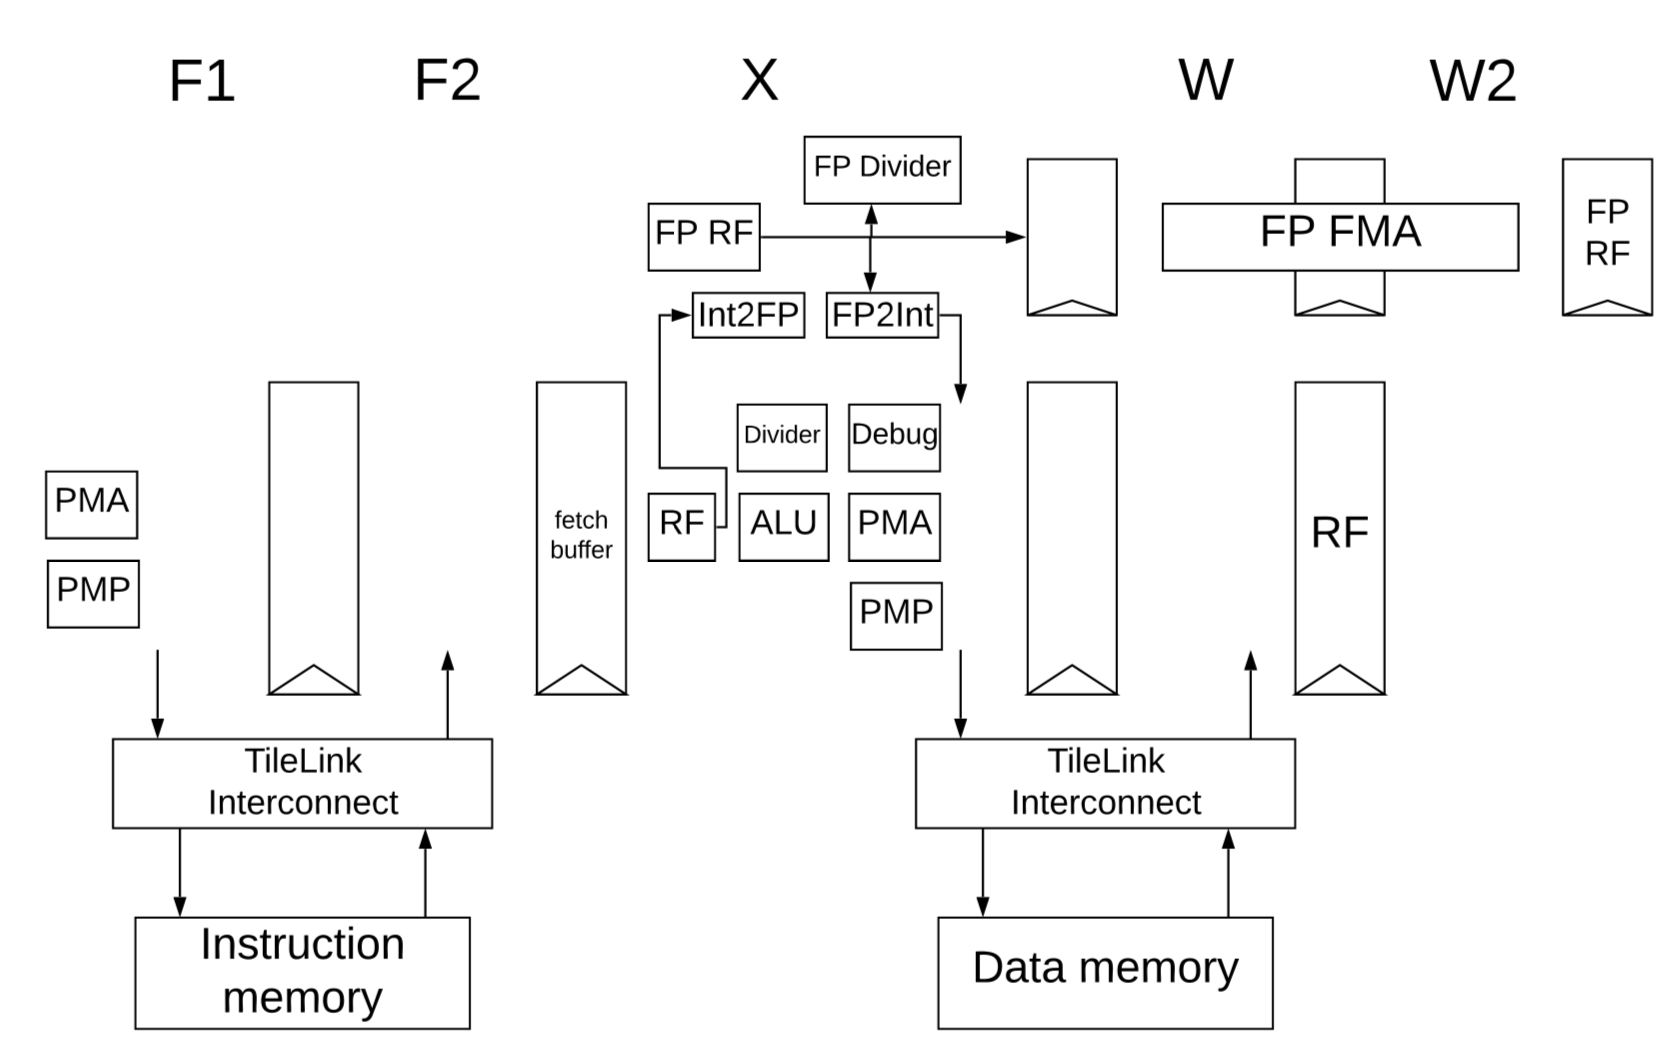 F1
F2
X
W
W2
FP Divider
FP RF
FP FMA
FP
RF
Int2FP
FP2Int
Divider
Debug
PMA
fetch
buffer
RF
ALU
PMA
RF
PMP
PMP
TileLink
Interconnect
TileLink
Interconnect
Instruction
memory
Data memory